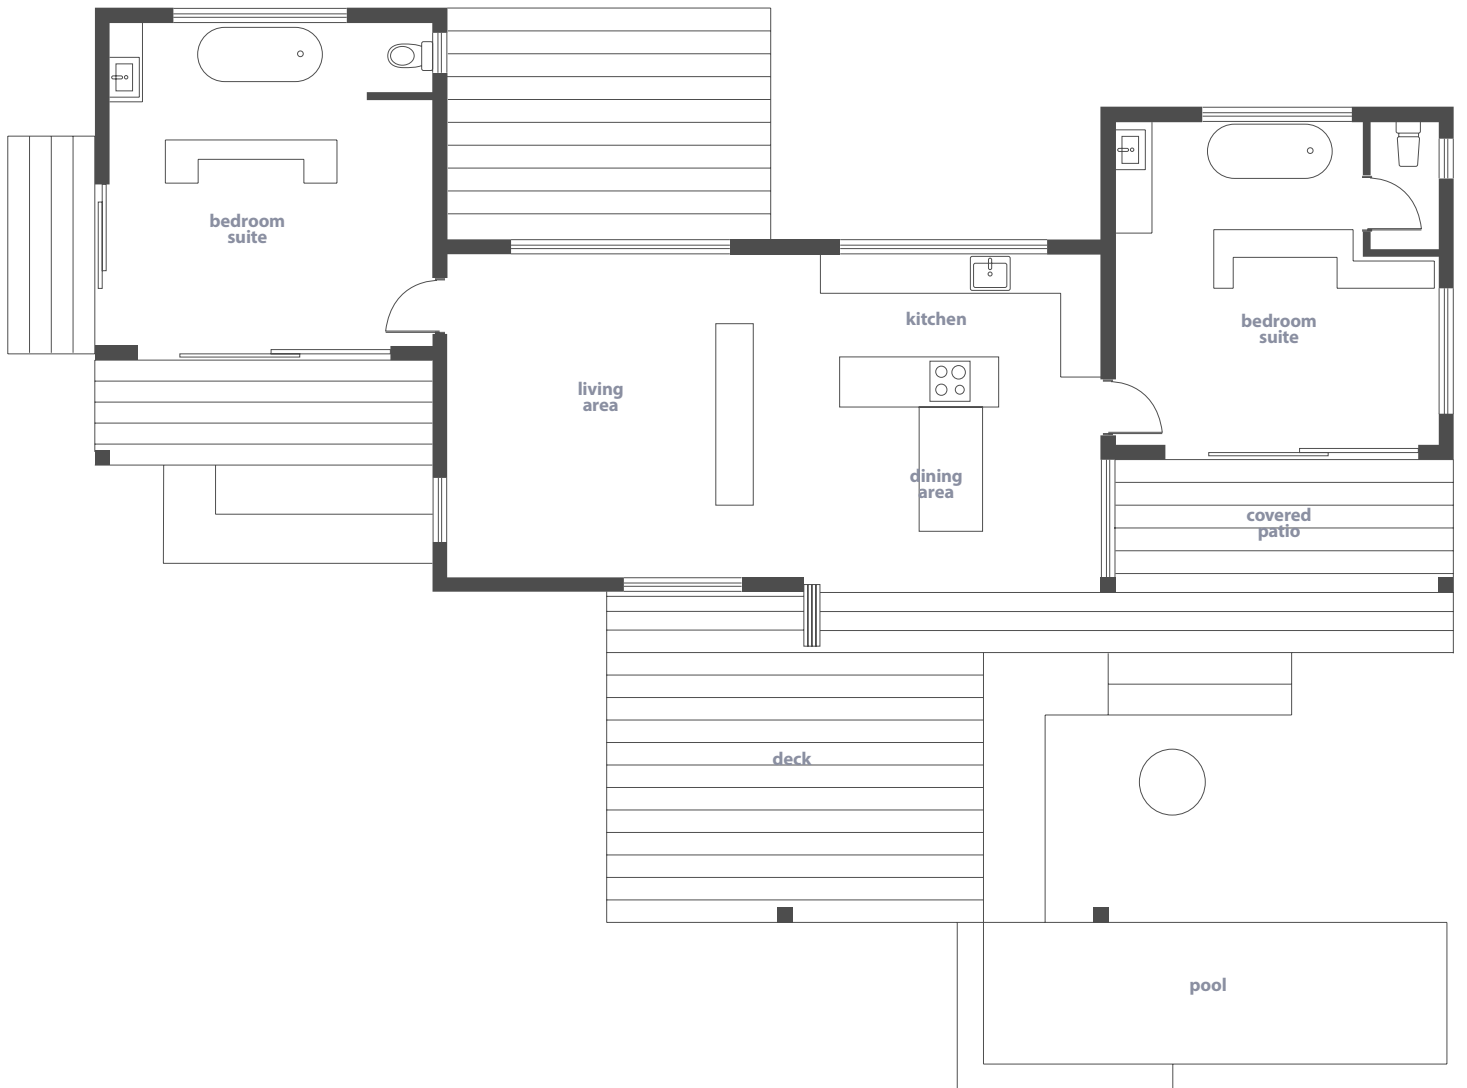 bedroom
suite
bedroom
suite
kitchen
living
area
dining
area
covered
patio
deck
pool